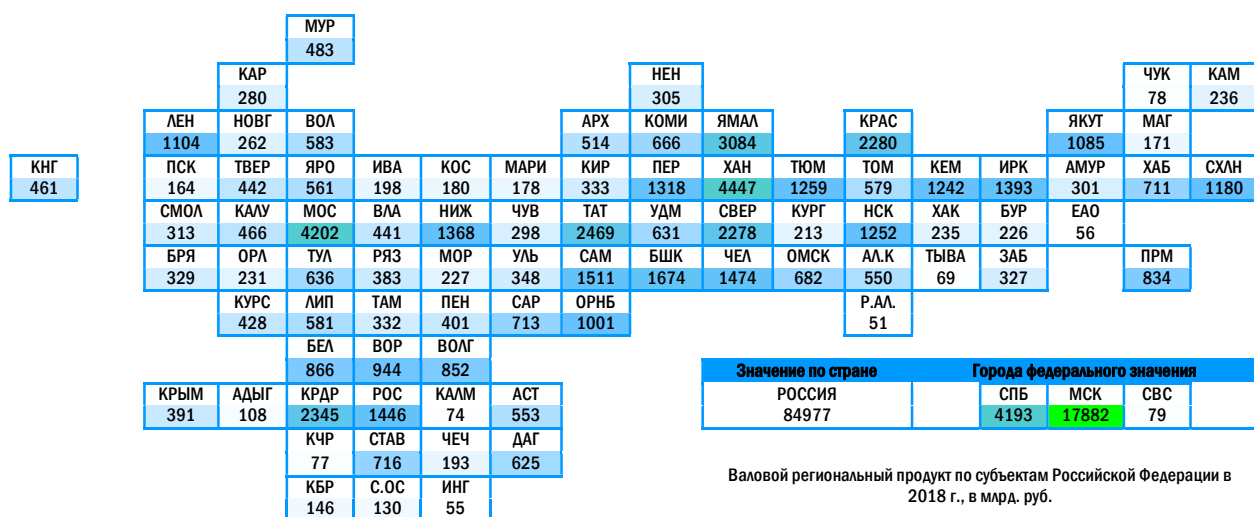 МУР
483
КАР НЕН ЧУК КАМ
280 305 78 236
ЛЕН НОВГ ВОЛ АРХ КОМИ ЯМАЛ КРАС ЯКУТ МАГ
1104 262 583 514 666 3084 2280 1085 171
КНГ ПСК ТВЕР ЯРО ИВА КОС МАРИ КИР ПЕР ХАН ТЮМ ТОМ КЕМ ИРК АМУР ХАБ СХЛН
461 164 442 561 198 180 178 333 1318 4447 1259 579 1242 1393 301 711 1180
СМОЛ КАЛУ МОС ВЛА НИЖ ЧУВ ТАТ УДМ СВЕР КУРГ НСК ХАК БУР ЕАО
313 466 4202 441 1368 298 2469 631 2278 213 1252 235 226 56
БРЯ ОРЛ ТУЛ РЯЗ МОР УЛЬ САМ БШК ЧЕЛ ОМСК АЛ.К ТЫВА ЗАБ ПРМ
329 231 636 383 227 348 1511 1674 1474 682 550 69 327 834
КУРС ЛИП ТАМ ПЕН САР ОРНБ Р.АЛ.
428 581 332 401 713 1001 51
БЕЛ ВОР ВОЛГ
866 944 852
Значение по стране Города федерального значения
КРЫМ АДЫГ КРДР РОС КАЛМ АСТ РОССИЯ СПБ МСК СВС
391 108 2345 1446 74 553 84977 4193 17882 79
КЧР СТАВ ЧЕЧ ДАГ
77 716 193 625
КБР С.ОС ИНГ
146 130 55
Валовой региональный продукт по субъектам Российской Федерации в
2018 г., в млрд. руб.